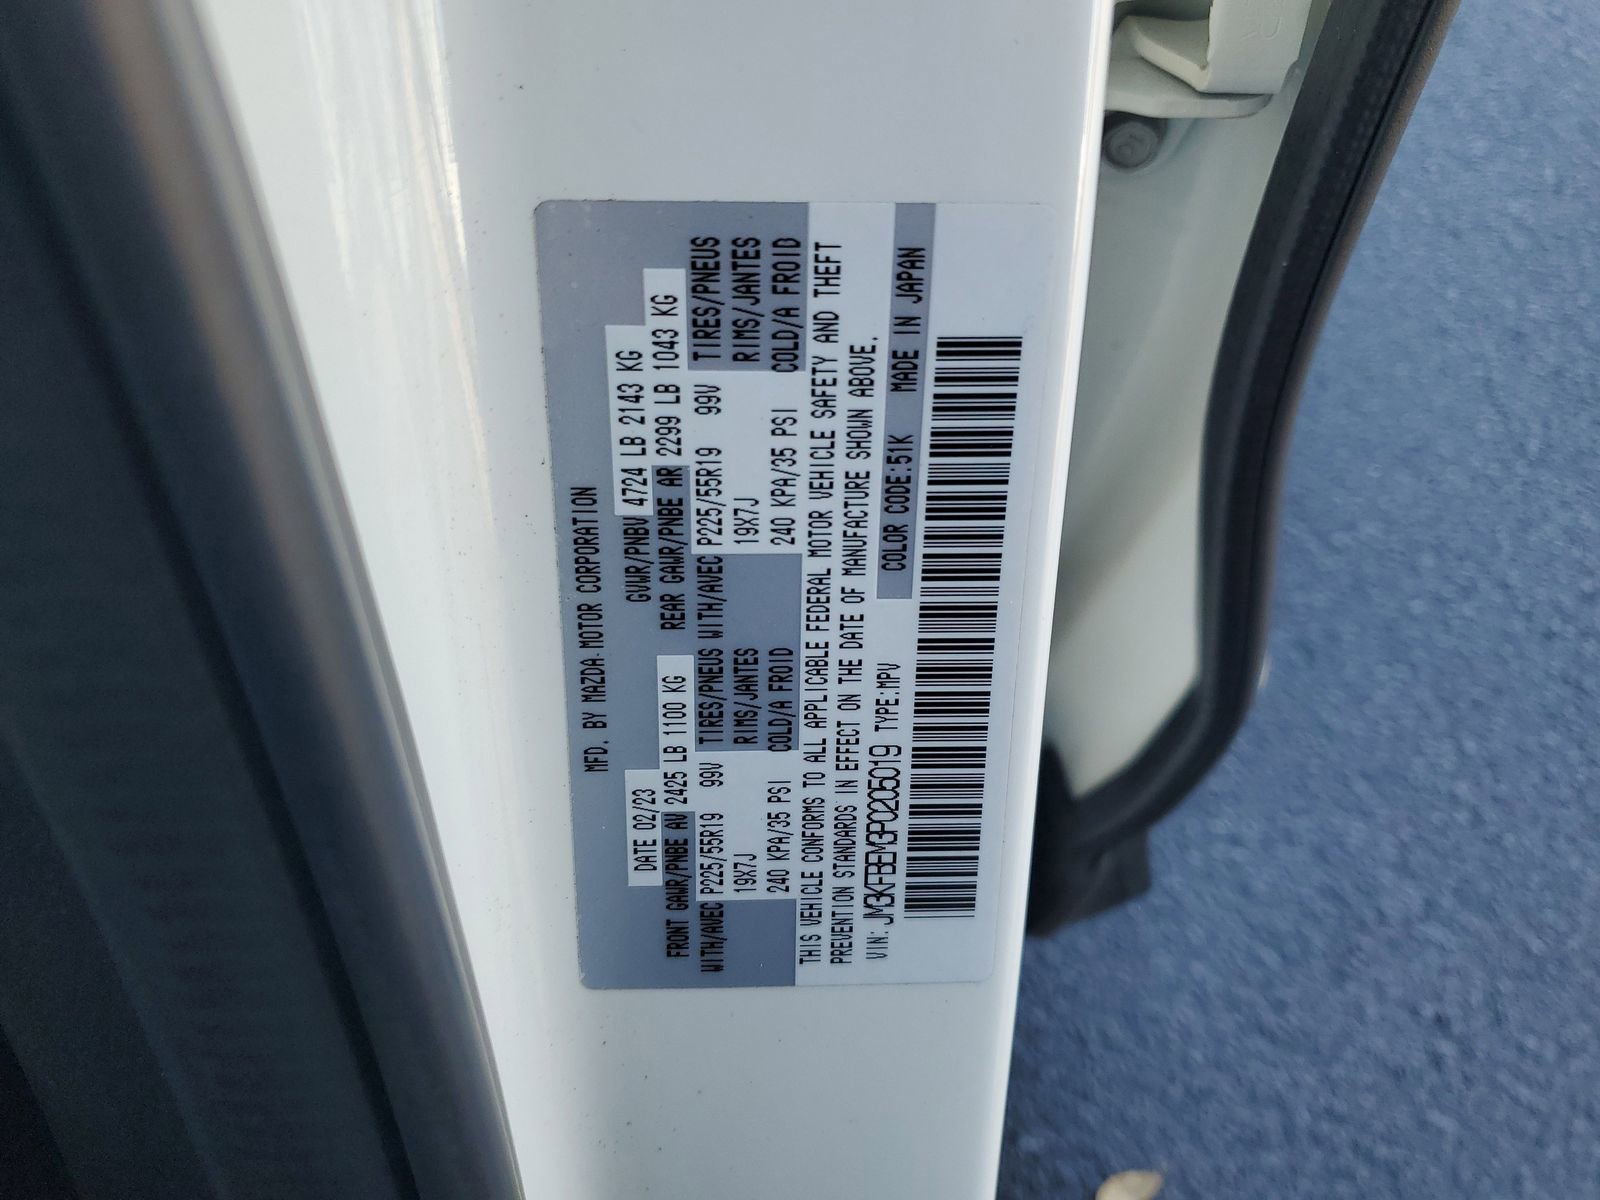 MFD. BY MAZDA MOTOR CORPORATION
DATE 02/23 GVWR/PNBV 4724 LB 2143 KG
FRONT GAWR/PNBE AV 2425 LB 1100 KG REAR GAWR/PNBE AR 2299 LB 1043 KG
WITH/AVEC P225/55R19 99V TIRES/PNEUS WITH/AVEC P225/55R19 99V TIRES/PNEUS
19X7J RIMS/JANTES 19X7J RIMS/JANTES
240 KPA/35 PSI COLD/A FROID 240 KPA/35 PSI COLD/A FROID
THIS VEHICLE CONFORMS TO ALL APPLICABLE FEDERAL MOTOR VEHICLE SAFETY AND THEFT
PREVENTION STANDARDS IN EFFECT ON THE DATE OF MANUFACTURE SHOWN ABOVE.
VIN: JM3KFBEM3P0205019 TYPE:MPV COLOR CODE:51K MADE IN JAPAN